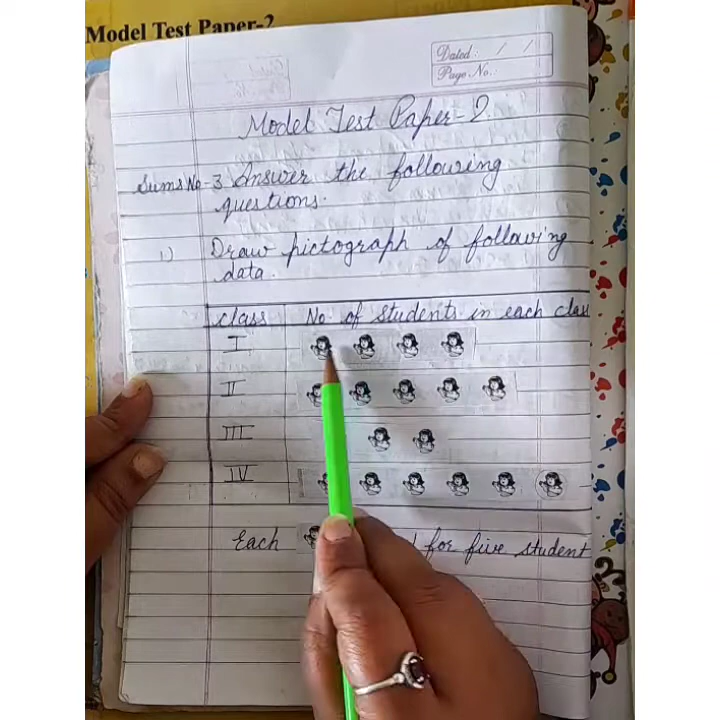 Model Test Paper-2
Dated: / /
Page No.:
Model Test Paper-2.
Sums No-3 Answer the following
questions.
1) Draw pictograph of following
data.
Class No of students in each class
I
II
III
IV
Each for five student